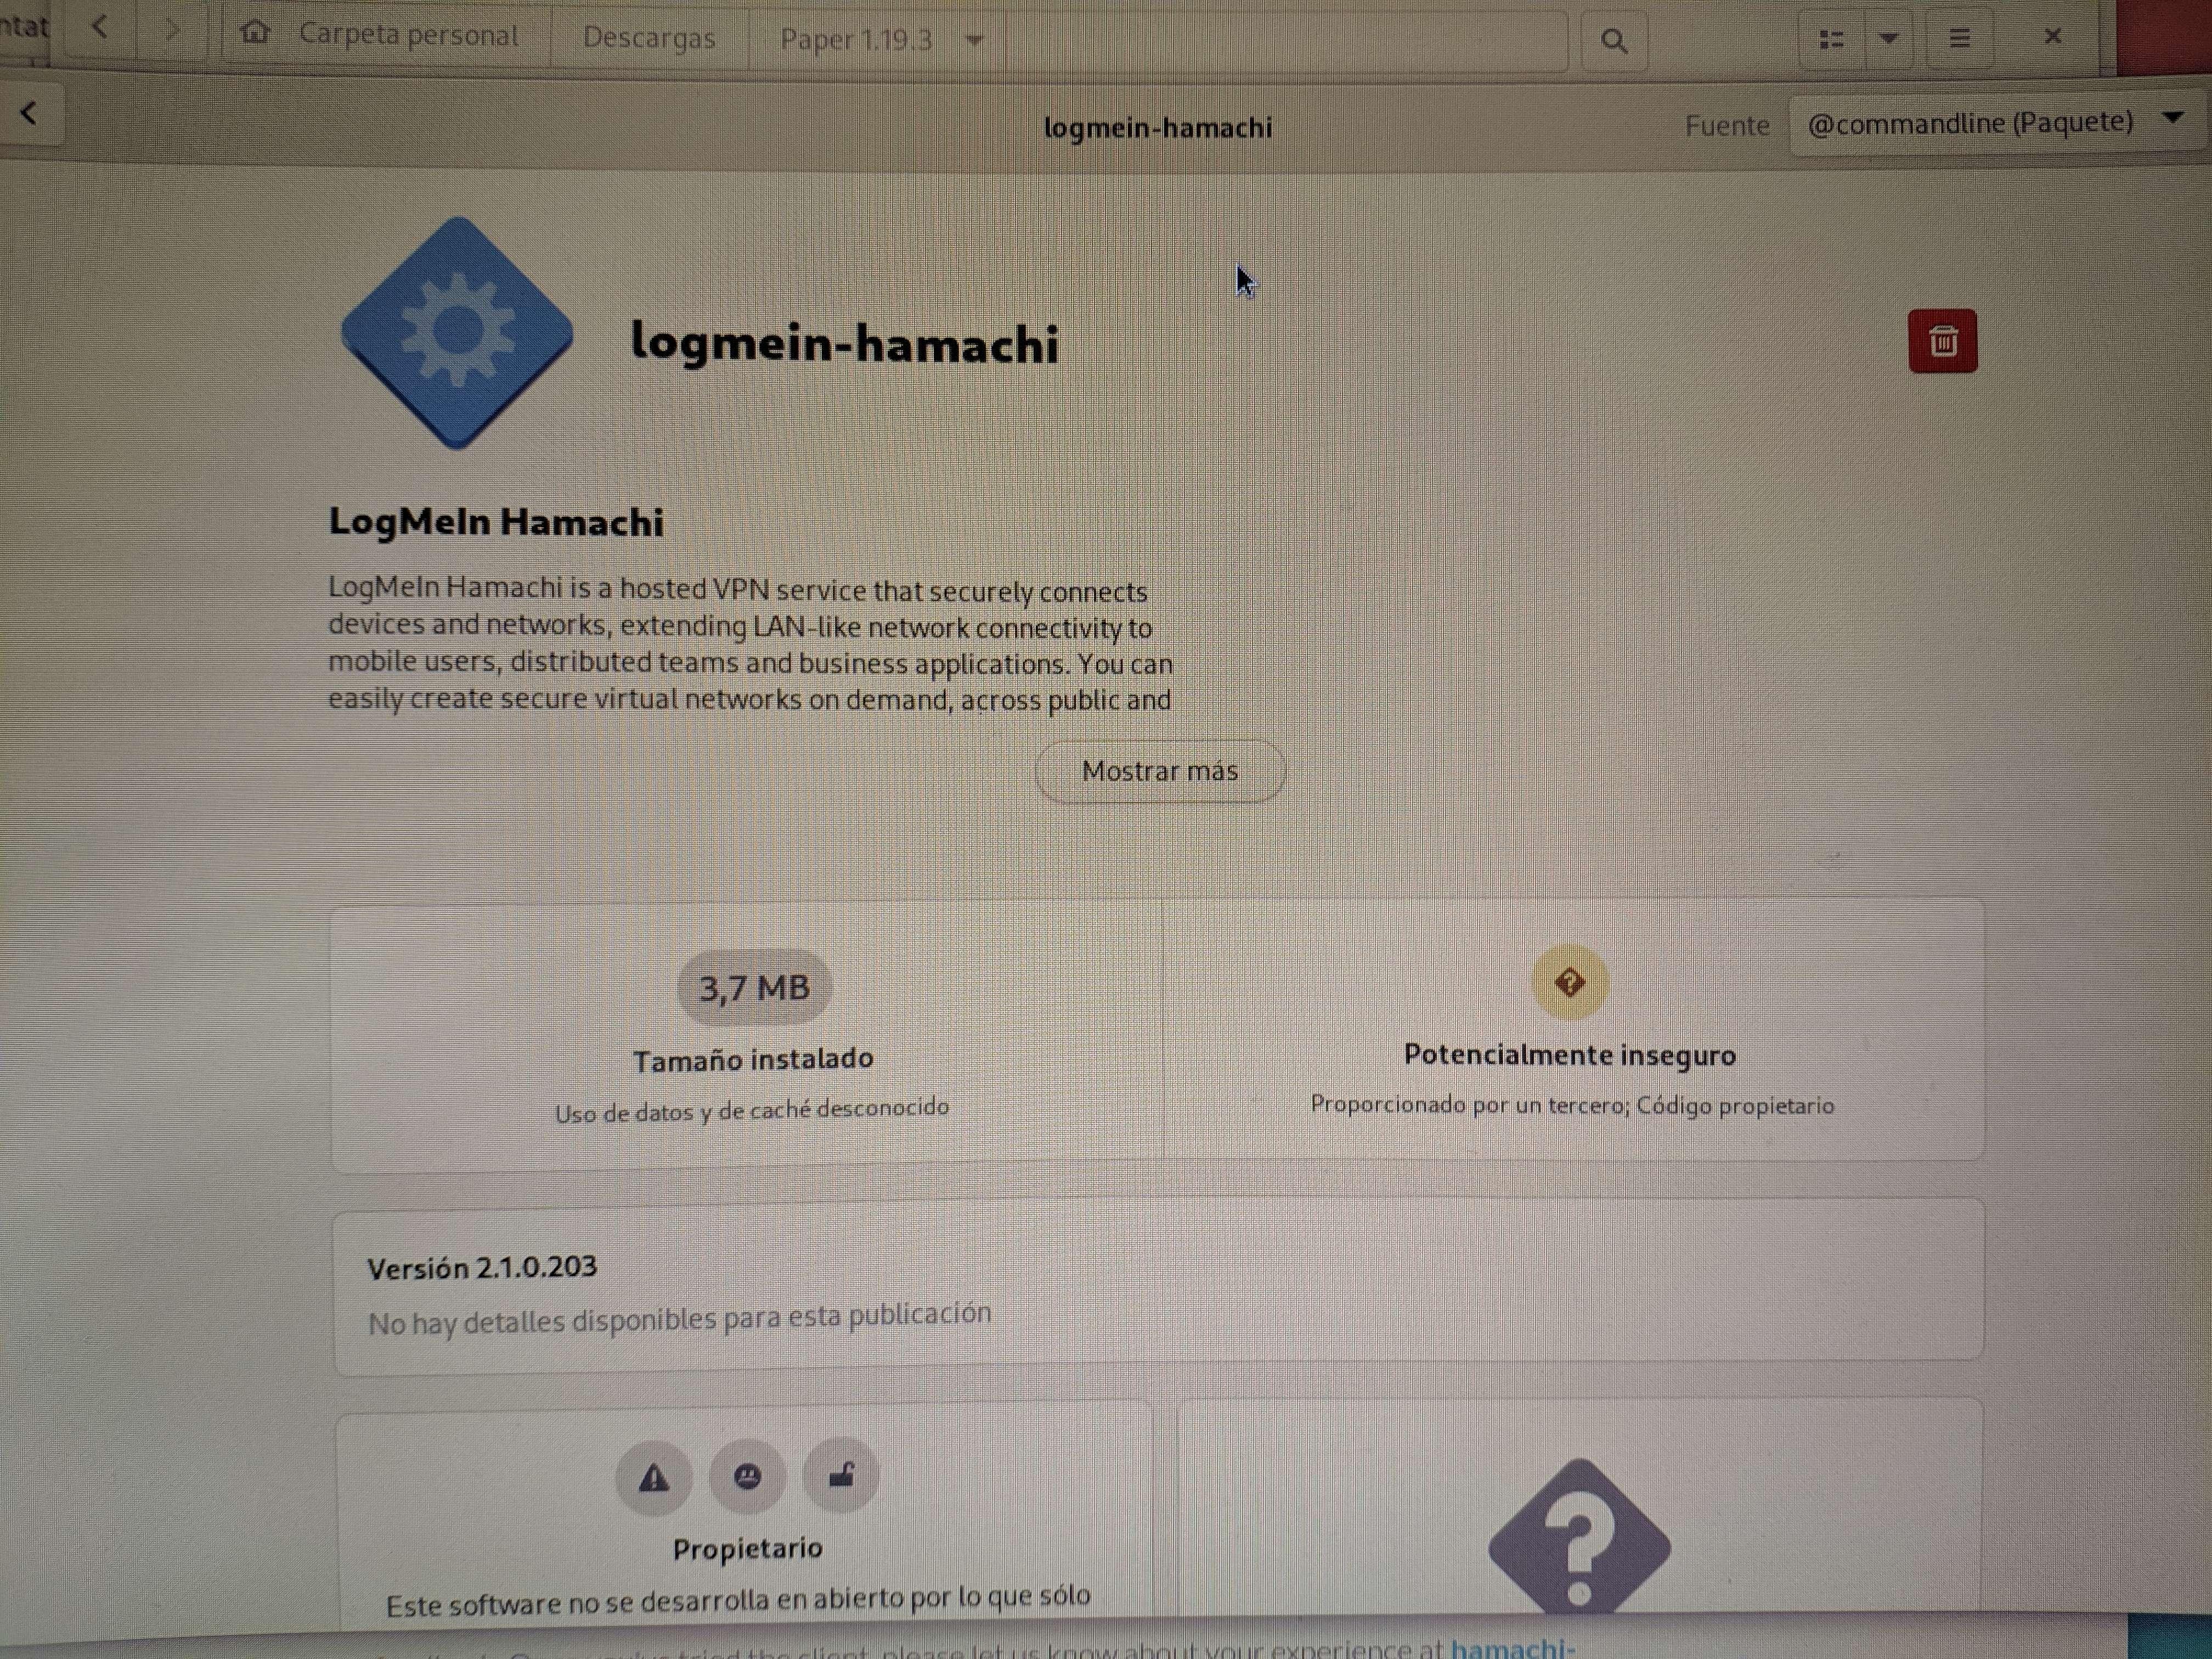 ntat
Carpeta personal
Descargas
Paper 1.19.3
logmein-hamachi
Fuente
@commandline (Paquete)
logmein-hamachi
LogMeIn Hamachi
LogMeIn Hamachi is a hosted VPN service that securely connects
devices and networks, extending LAN-like network connectivity to
mobile users, distributed teams and business applications. You can
easily create secure virtual networks on demand, across public and
Mostrar más
3,7 MB
Tamaño instalado
Uso de datos y de caché desconocido
Potencialmente inseguro
Proporcionado por un tercero; Código propietario
Versión 2.1.0.203
No hay detalles disponibles para esta publicación
Propietario
Este software no se desarrolla en abierto por lo que sólo
tried the client, please let us know about your experience at hamachi-